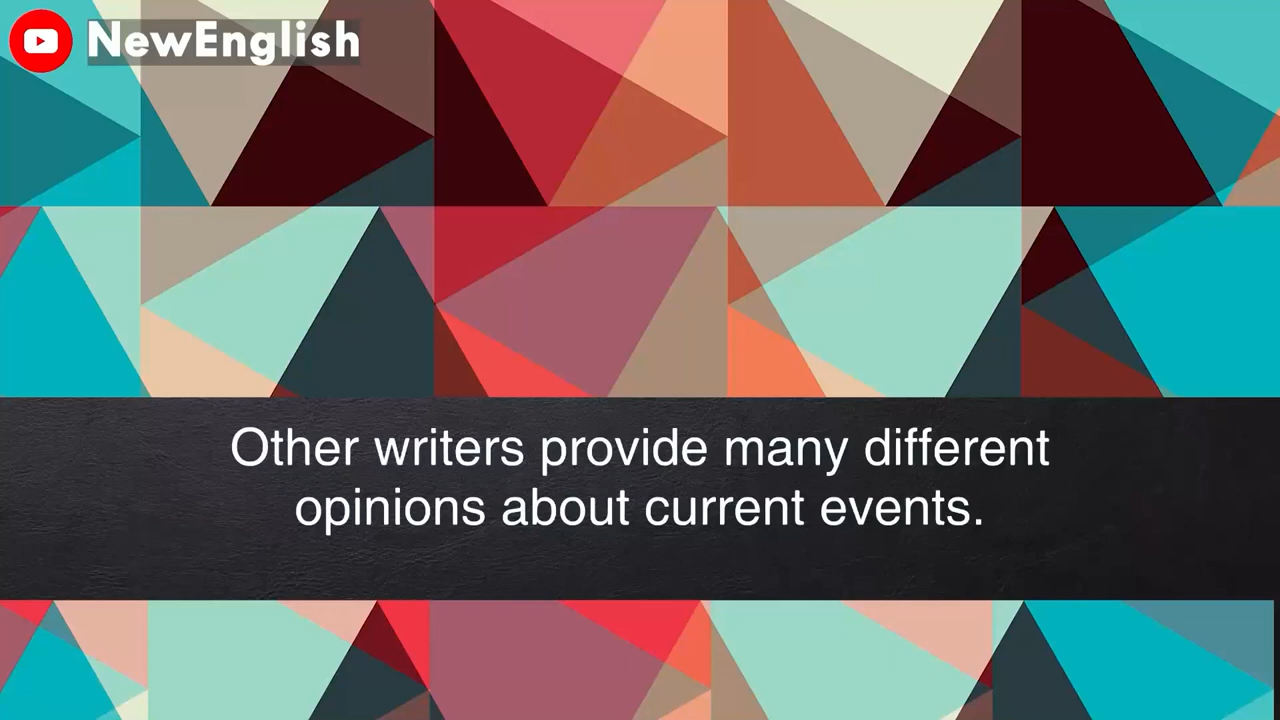 NewEnglish
Other writers provide many different
opinions about current events.